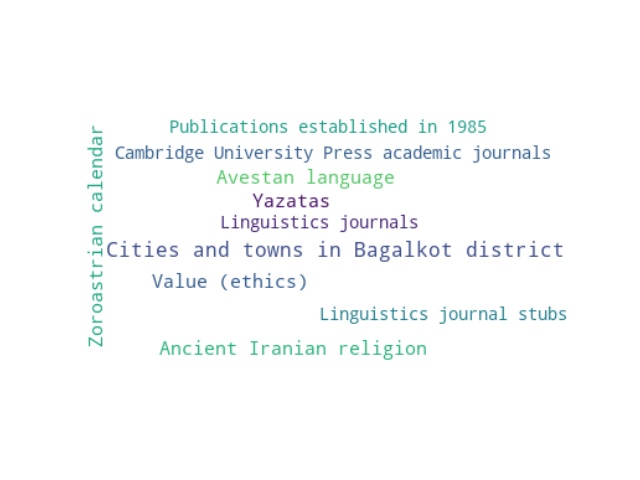 Publications established in 1985
Cambridge University Press academic journals
Avestan language
Yazatas
Linguistics journals
Cities and towns in Bagalkot district
Value (ethics)
Linguistics journal stubs
Ancient Iranian religion
Zoroastrian calendar